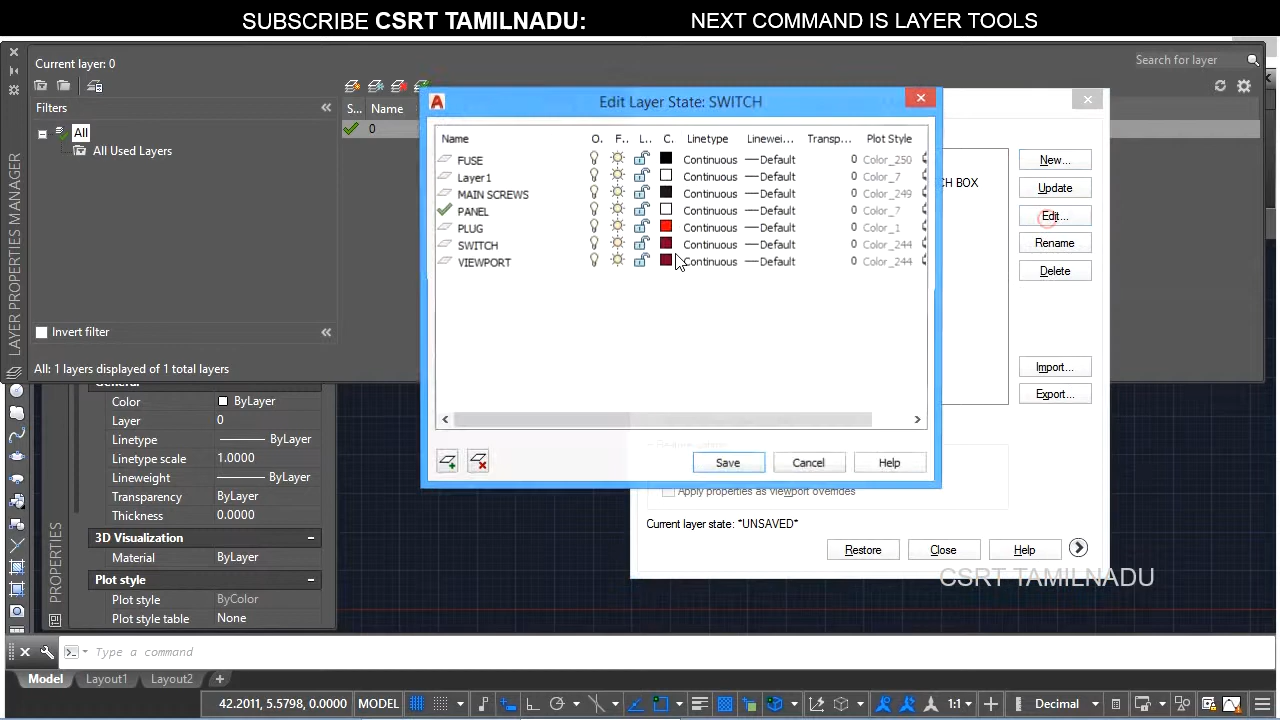 SUBSCRIBE CSRT TAMILNADU: NEXT COMMAND IS LAYER TOOLS
Current layer: 0
Search for layer
Filters
All
All Used Layers
Invert filter
All: 1 layers displayed of 1 total layers
LAYER PROPERTIES MANAGER
S... Name
0
Edit Layer State: SWITCH
Name O. F.. L.. C. Linetype Linewei... Transp... Plot Style
FUSE Continuous Default 0 Color_250
Layer1 Continuous Default 0 Color_7
MAIN SCREWS Continuous Default 0 Color_249
PANEL Continuous Default 0 Color_7
PLUG Continuous Default 0 Color_1
SWITCH Continuous Default 0 Color_244
VIEWPORT Continuous Default 0 Color_244
Save Cancel Help
CH BOX
New...
Update
Edit...
Rename
Delete
Import...
Export...
Apply properties as viewport overrides
Current layer state: *UNSAVED*
Restore Close Help
CSRT TAMILNADU
General
Color ByLayer
Layer 0
Linetype ByLayer
Linetype scale 1.0000
Lineweight ByLayer
Transparency ByLayer
Thickness 0.0000
3D Visualization
Material ByLayer
Plot style
Plot style ByColor
Plot style table None
PROPERTIES
Type a command
Model Layout1 Layout2 +
42.2011, 5.5798, 0.0000 MODEL 1:1 Decimal